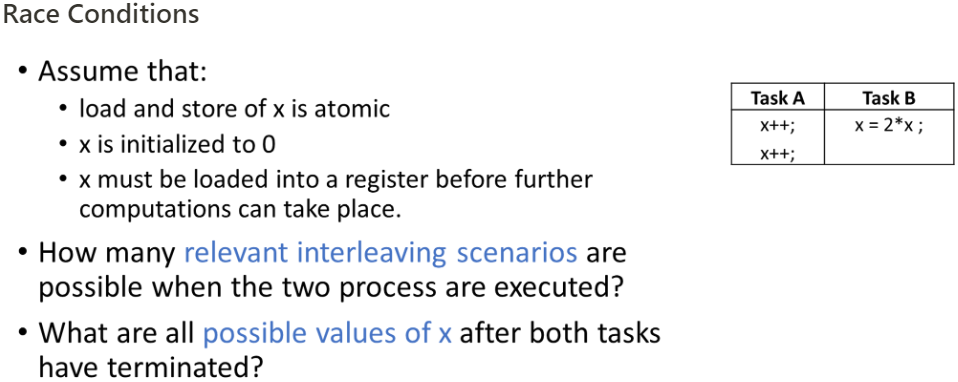 Race Conditions
• Assume that:
• load and store of x is atomic
• x is initialized to 0
• x must be loaded into a register before further
computations can take place.
• How many relevant interleaving scenarios are
possible when the two process are executed?
• What are all possible values of x after both tasks
have terminated?
Task A Task B
x++; x = 2*x ;
x++;